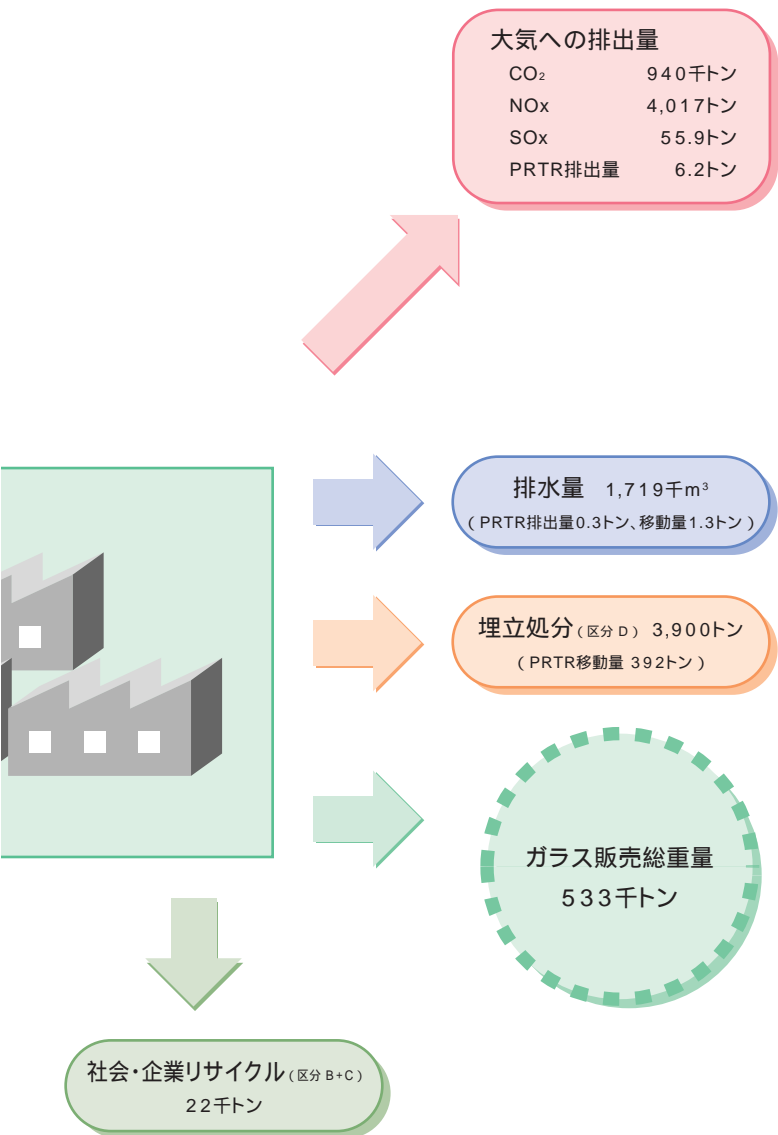 大気への排出量
CO₂ 940千トン
NOx 4,017トン
SOx 55.9トン
PRTR排出量 6.2トン
排水量 1,719千m³
(PRTR排出量0.3トン、移動量1.3トン)
埋立処分(区分D) 3,900トン
(PRTR移動量 392トン)
ガラス販売総重量
533千トン
社会・企業リサイクル(区分B+C)
22千トン